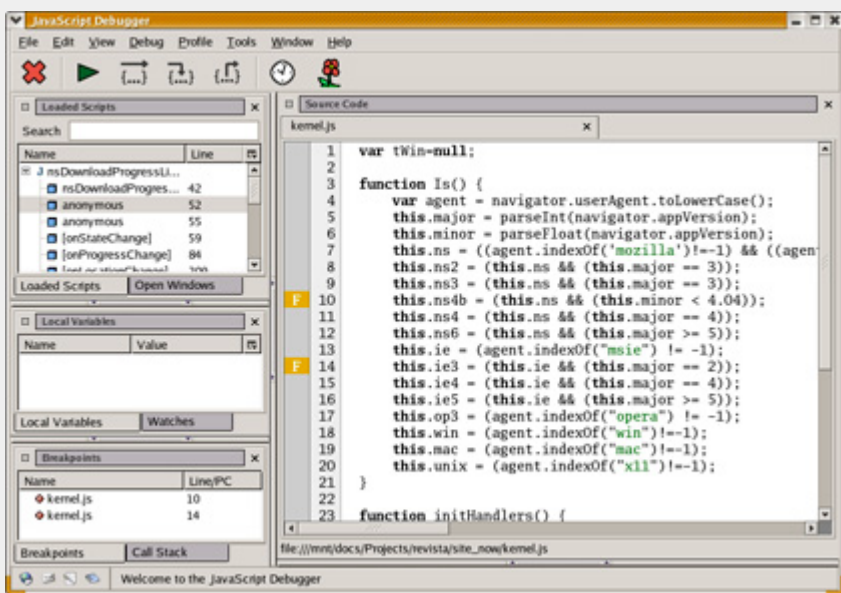 JavaScript Debugger
File Edit View Debug Profile Tools Window Help
{...} {...} {...}
Loaded Scripts
Search
Name Line
J nsDownloadProgressLi...
nsDownloadProgres... 42
anonymous 52
anonymous 55
[onStateChange] 59
[onProgressChange] 84
Loaded Scripts Open Windows
Local Variables
Name Value
Local Variables Watches
Breakpoints
Name Line/PC
kernel.js 10
kernel.js 14
Breakpoints Call Stack
Source Code
kernel.js
1 var tWin=null;
2
3 function Is() {
4 var agent = navigator.userAgent.toLowerCase();
5 this.major = parseInt(navigator.appVersion);
6 this.minor = parseFloat(navigator.appVersion);
7 this.ns = ((agent.indexOf('mozilla')!=-1) && ((agen
8 this.ns2 = (this.ns && (this.major == 3));
9 this.ns3 = (this.ns && (this.major == 3));
F 10 this.ns4b = (this.ns && (this.minor < 4.04));
11 this.ns4 = (this.ns && (this.major == 4));
12 this.ns6 = (this.ns && (this.major >= 5));
13 this.ie = (agent.indexOf("msie") != -1);
F 14 this.ie3 = (this.ie && (this.major == 2));
15 this.ie4 = (this.ie && (this.major == 4));
16 this.ie5 = (this.ie && (this.major >= 5));
17 this.op3 = (agent.indexOf("opera") != -1);
18 this.win = (agent.indexOf("win")!=-1);
19 this.mac = (agent.indexOf("mac")!=-1);
20 this.unix = (agent.indexOf("x11")!=-1);
21 }
22
23 function initHandlers() {
file:///mnt/docs/Projects/revista/site_now/kernel.js
Welcome to the JavaScript Debugger